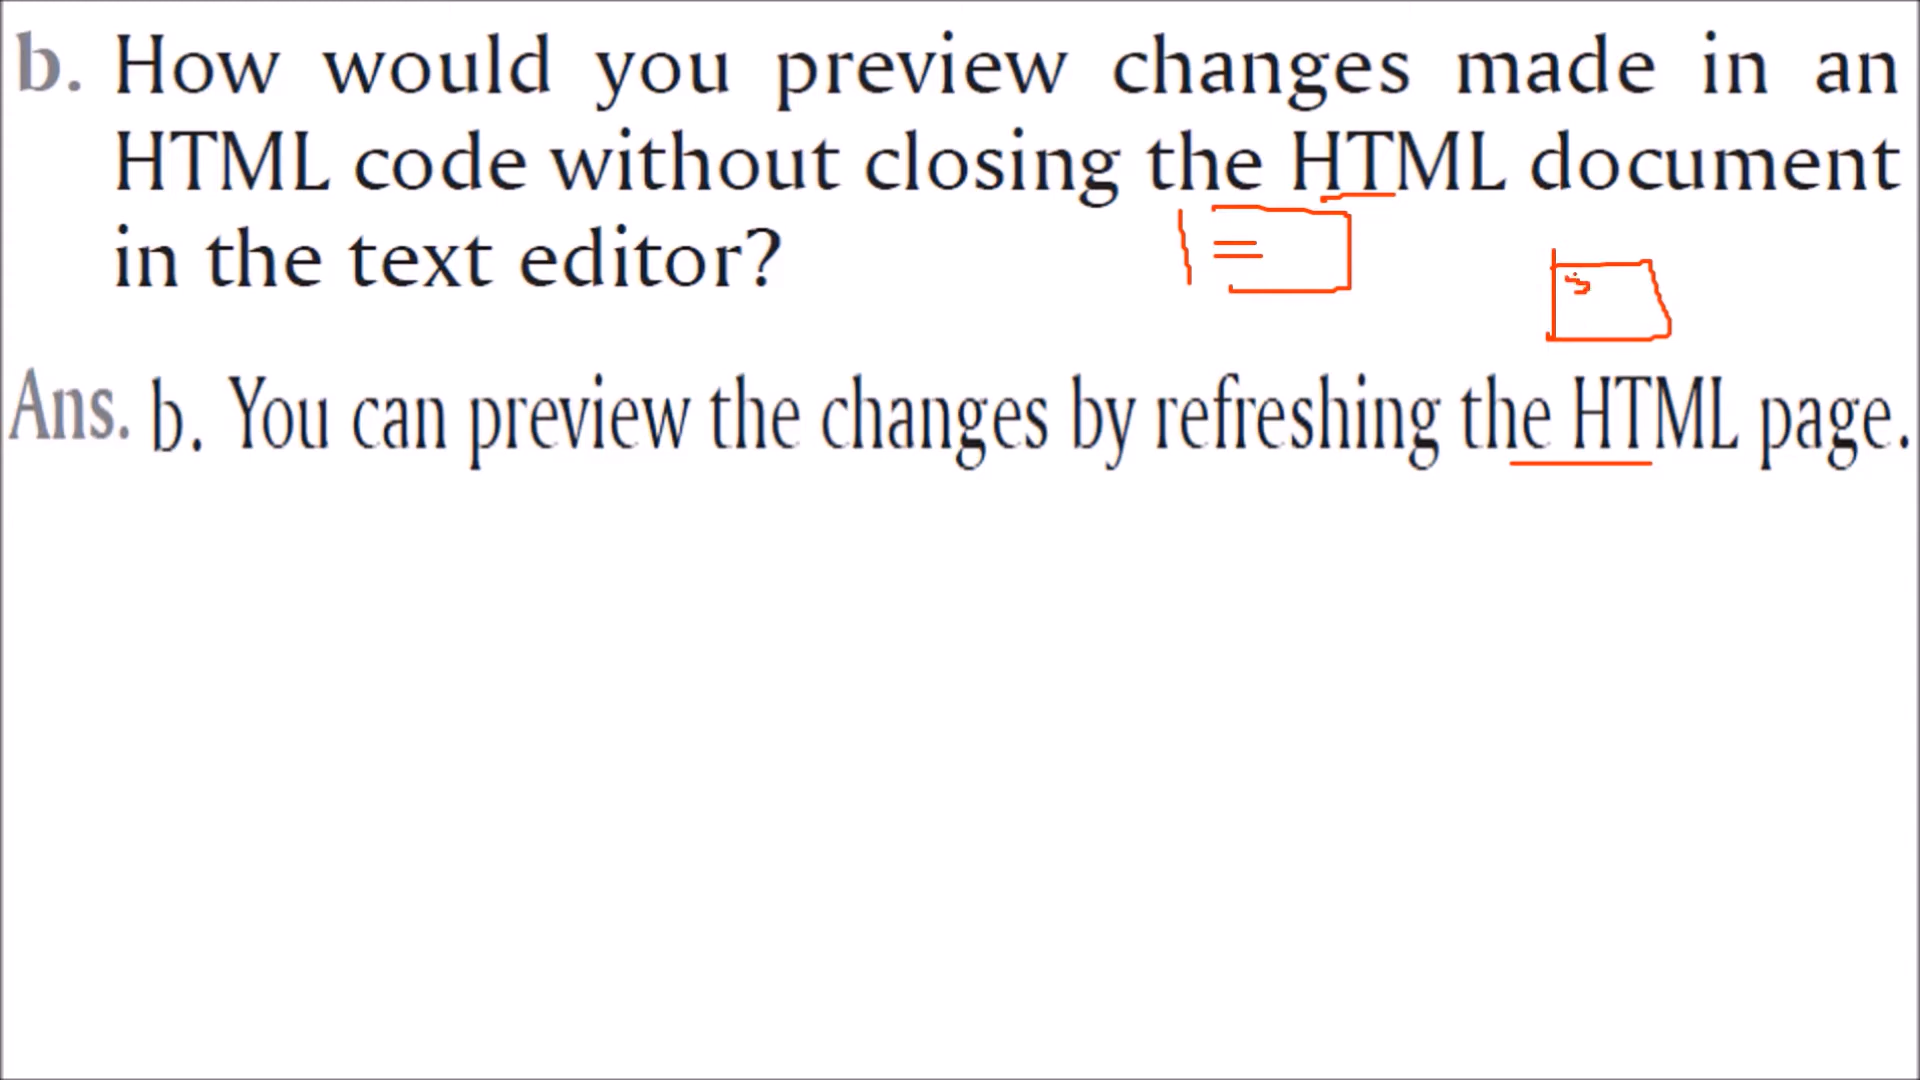 b. How would you preview changes made in an
HTML code without closing the HTML document
in the text editor?
Ans. b. You can preview the changes by refreshing the HTML page.